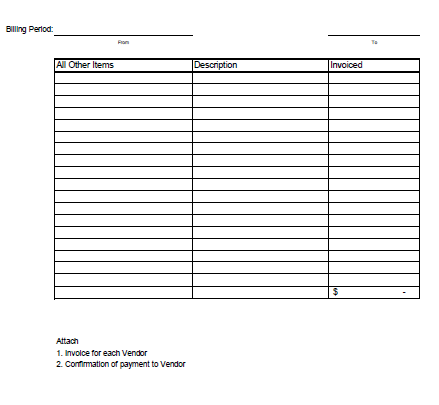 Billing Period:
From To
All Other Items Description Invoiced
$ -
Attach
1. Invoice for each Vendor
2. Confirmation of payment to Vendor